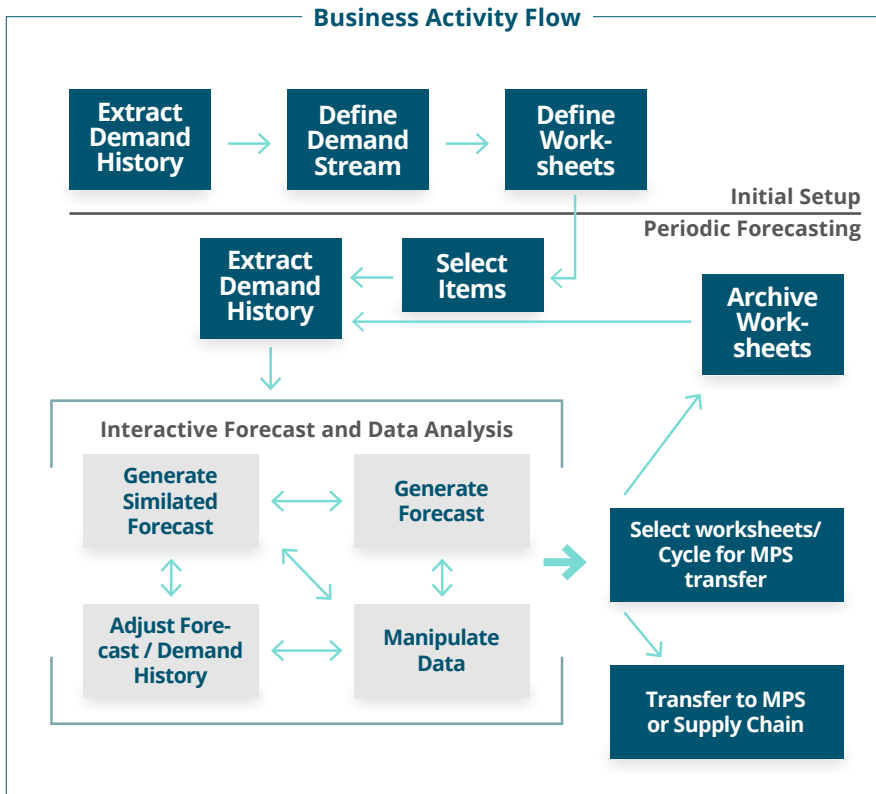 Business Activity Flow
Extract
Demand
History
Define
Demand
Stream
Define
Work-
sheets
Initial Setup
Periodic Forecasting
Extract
Demand
History
Select
Items
Archive
Work-
sheets
Interactive Forecast and Data Analysis
Generate
Similated
Forecast
Generate
Forecast
Select worksheets/
Cycle for MPS
transfer
Adjust Fore-
cast / Demand
History
Manipulate
Data
Transfer to MPS
or Supply Chain